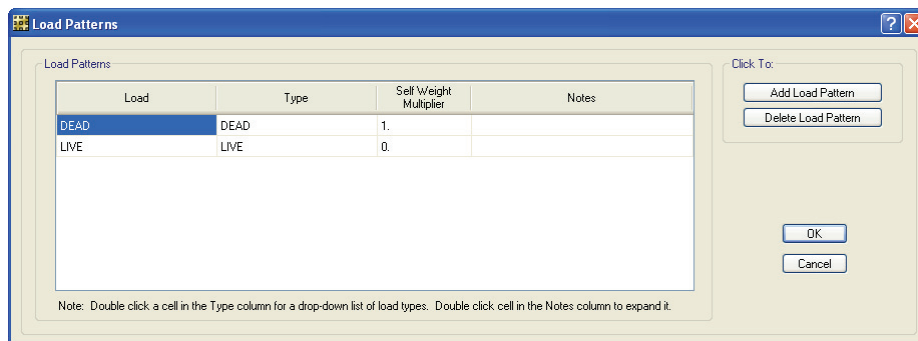 Load Patterns
Load Patterns
Click To:
Load Type Self Weight Multiplier Notes
DEAD DEAD 1.
LIVE LIVE 0.
Add Load Pattern
Delete Load Pattern
OK
Cancel
Note: Double click a cell in the Type column for a drop-down list of load types. Double click cell in the Notes column to expand it.